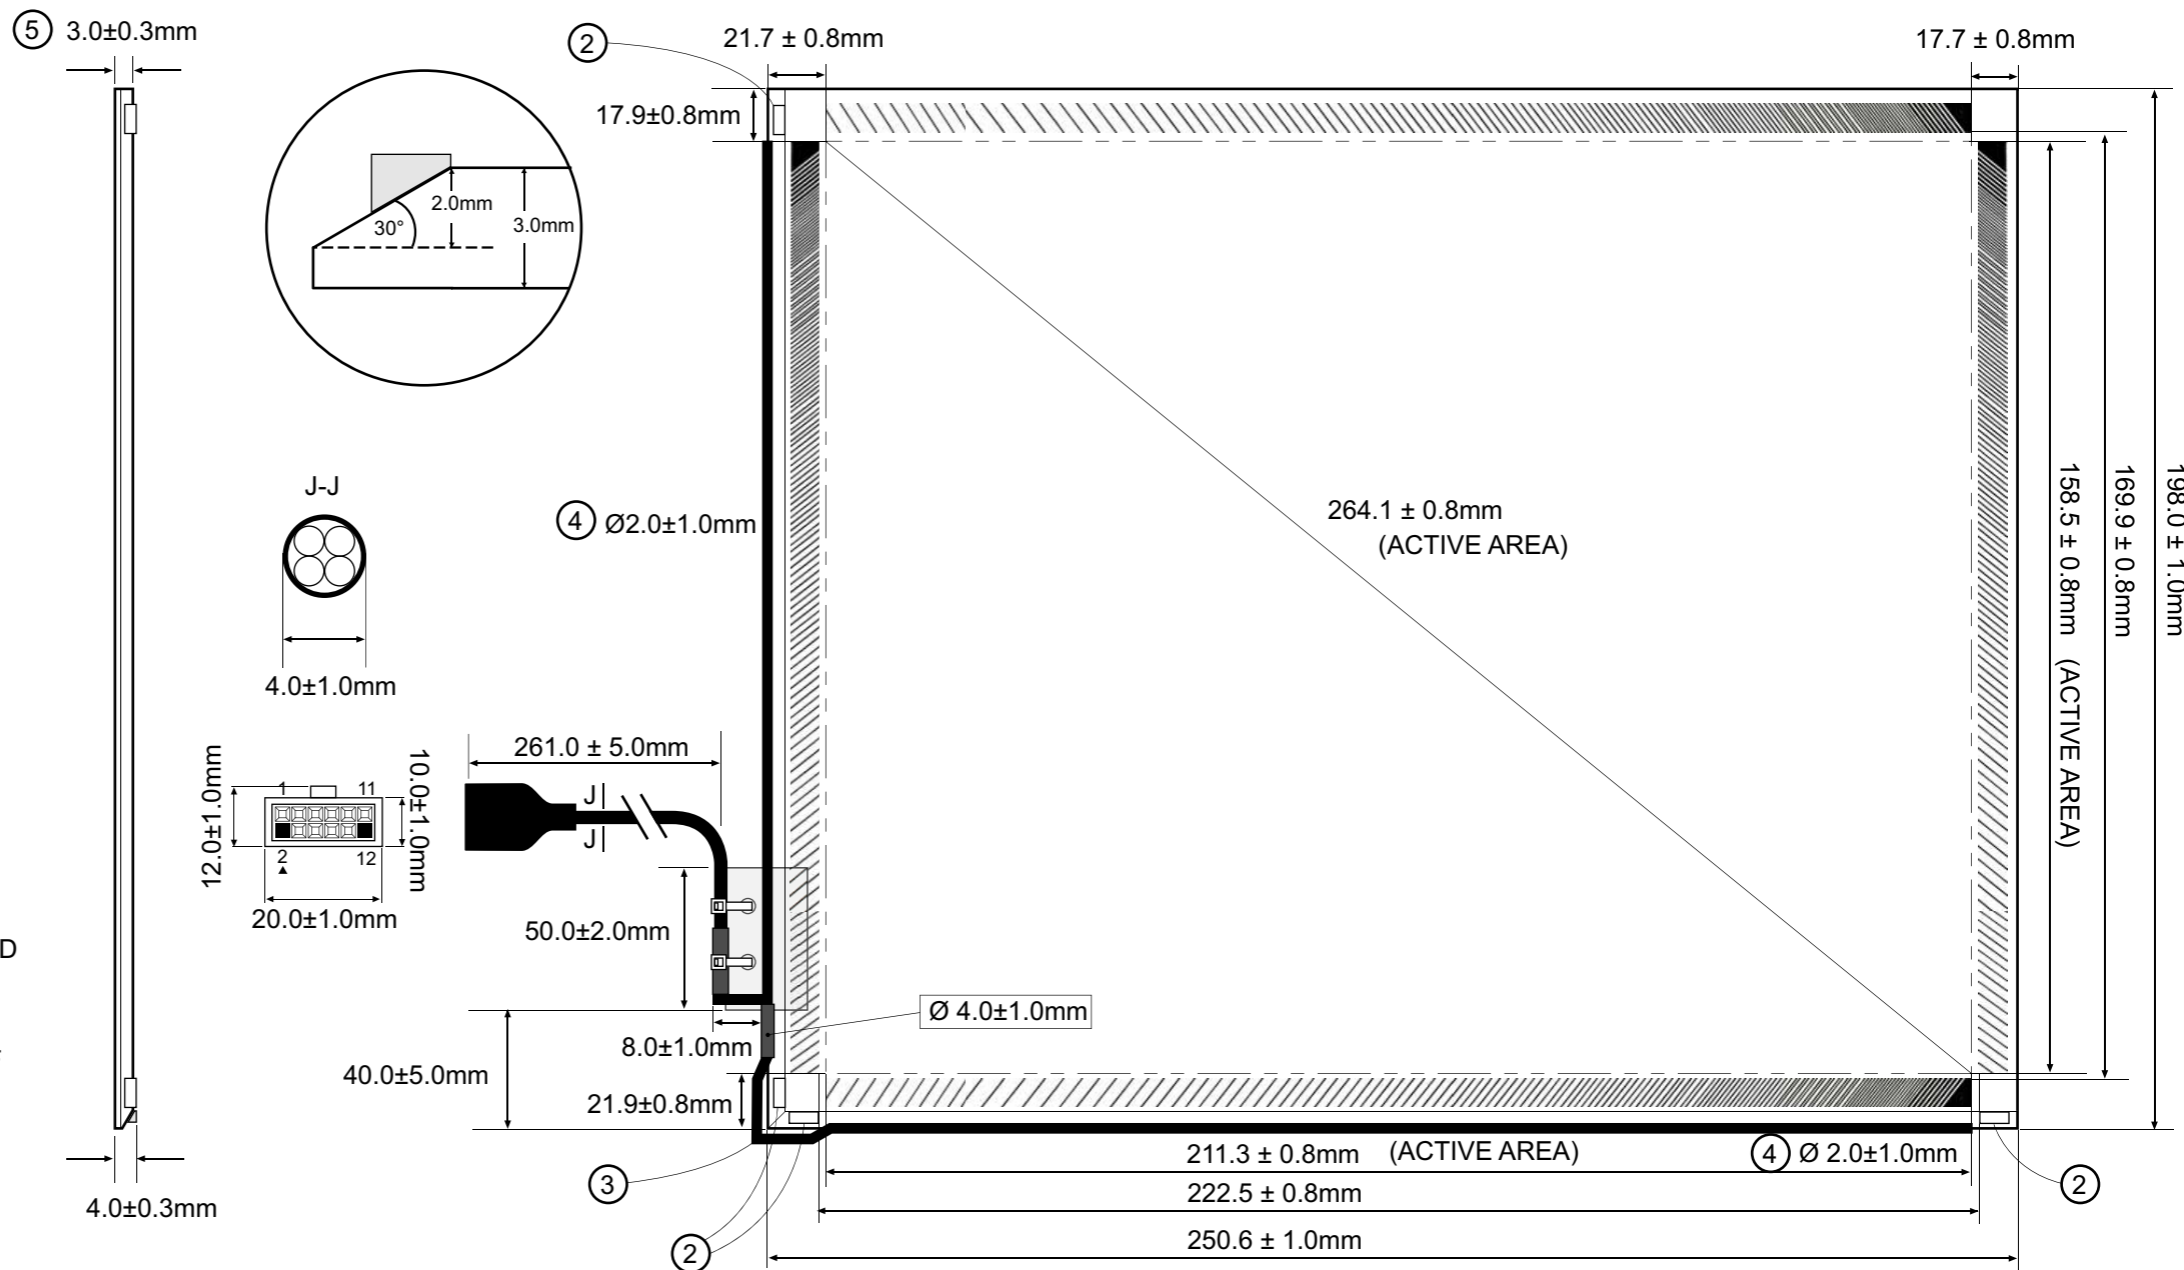 5 3.0±0.3mm
2
21.7 ± 0.8mm
17.7 ± 0.8mm
17.9±0.8mm
2.0mm
30°
3.0mm
J-J
4.0±1.0mm
4 Ø2.0±1.0mm
264.1 ± 0.8mm
(ACTIVE AREA)
158.5 ± 0.8mm (ACTIVE AREA)
169.9 ± 0.8mm
198.0 ± 1.0mm
261.0 ± 5.0mm
J
J
12.0±1.0mm
1 11
10.0±1.0mm
2 12
20.0±1.0mm
D
50.0±2.0mm
Ø 4.0±1.0mm
8.0±1.0mm
40.0±5.0mm
21.9±0.8mm
211.3 ± 0.8mm (ACTIVE AREA)
4 Ø 2.0±1.0mm
3
222.5 ± 0.8mm
2
4.0±0.3mm
2
250.6 ± 1.0mm